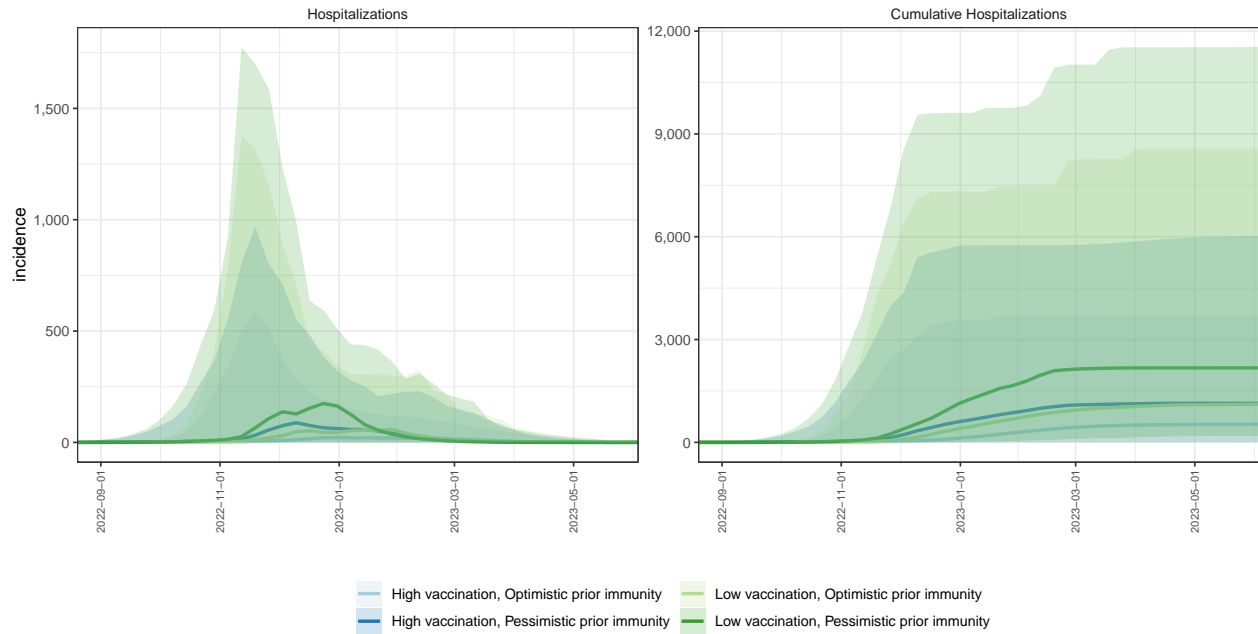 Hospitalizations
Cumulative Hospitalizations
incidence
1,500
1,000
500
0
12,000
9,000
6,000
3,000
0
2022−09−01
2022−11−01
2023−01−01
2023−03−01
2023−05−01
2022−09−01
2022−11−01
2023−01−01
2023−03−01
2023−05−01
High vaccination, Optimistic prior immunity
Low vaccination, Optimistic prior immunity
High vaccination, Pessimistic prior immunity
Low vaccination, Pessimistic prior immunity